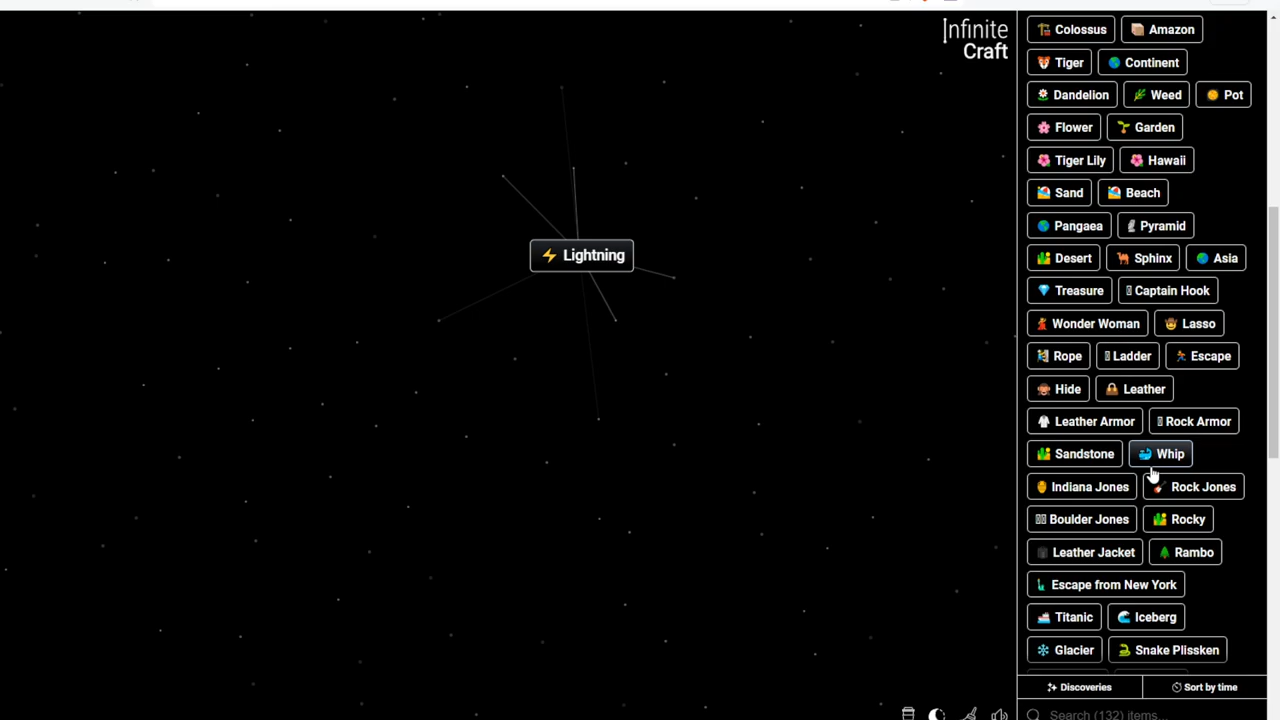 Infinite
Craft
Colossus Amazon
Tiger Continent
Dandelion Weed Pot
Flower Garden
Tiger Lily Hawaii
Sand Beach
Pangaea Pyramid
Lightning
Desert Sphinx Asia
Treasure Captain Hook
Wonder Woman Lasso
Rope Ladder Escape
Hide Leather
Leather Armor Rock Armor
Sandstone Whip
Indiana Jones Rock Jones
Boulder Jones Rocky
Leather Jacket Rambo
Escape from New York
Titanic Iceberg
Glacier Snake Plissken
Discoveries Sort by time
Search (132) items...